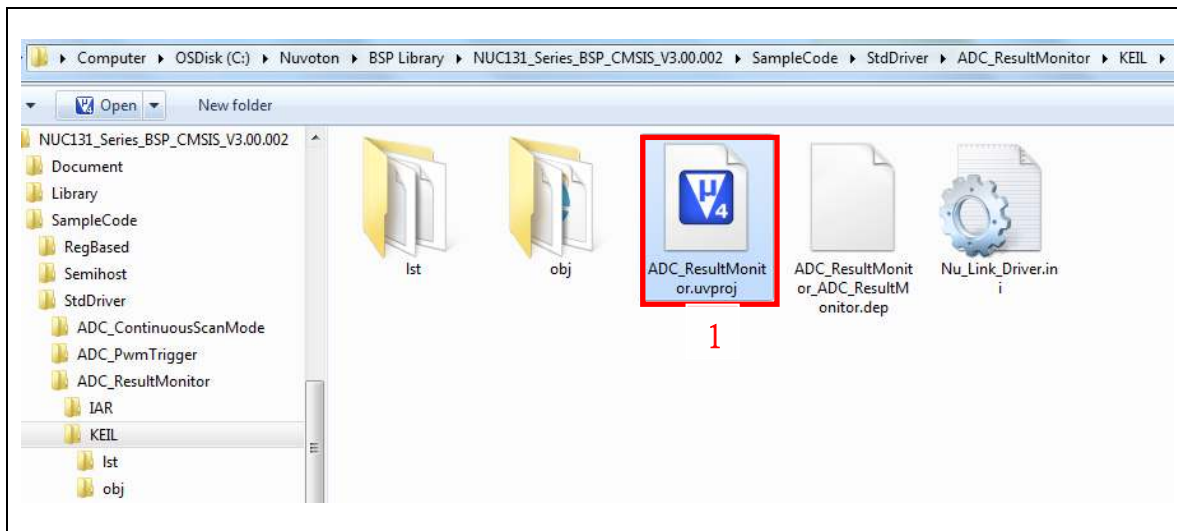 Computer ▸ OSDisk (C:) ▸ Nuvoton ▸ BSP Library ▸ NUC131_Series_BSP_CMSIS_V3.00.002 ▸ SampleCode ▸ StdDriver ▸ ADC_ResultMonitor ▸ KEIL ▸
Open New folder
NUC131_Series_BSP_CMSIS_V3.00.002
Document
Library
SampleCode
RegBased
Semihost
StdDriver
ADC_ContinuousScanMode
ADC_PwmTrigger
ADC_ResultMonitor
IAR
KEIL
lst
obj
lst
obj
µV4
ADC_ResultMonit
or.uvproj
ADC_ResultMonit
or_ADC_ResultM
onitor.dep
Nu_Link_Driver.in
i
1